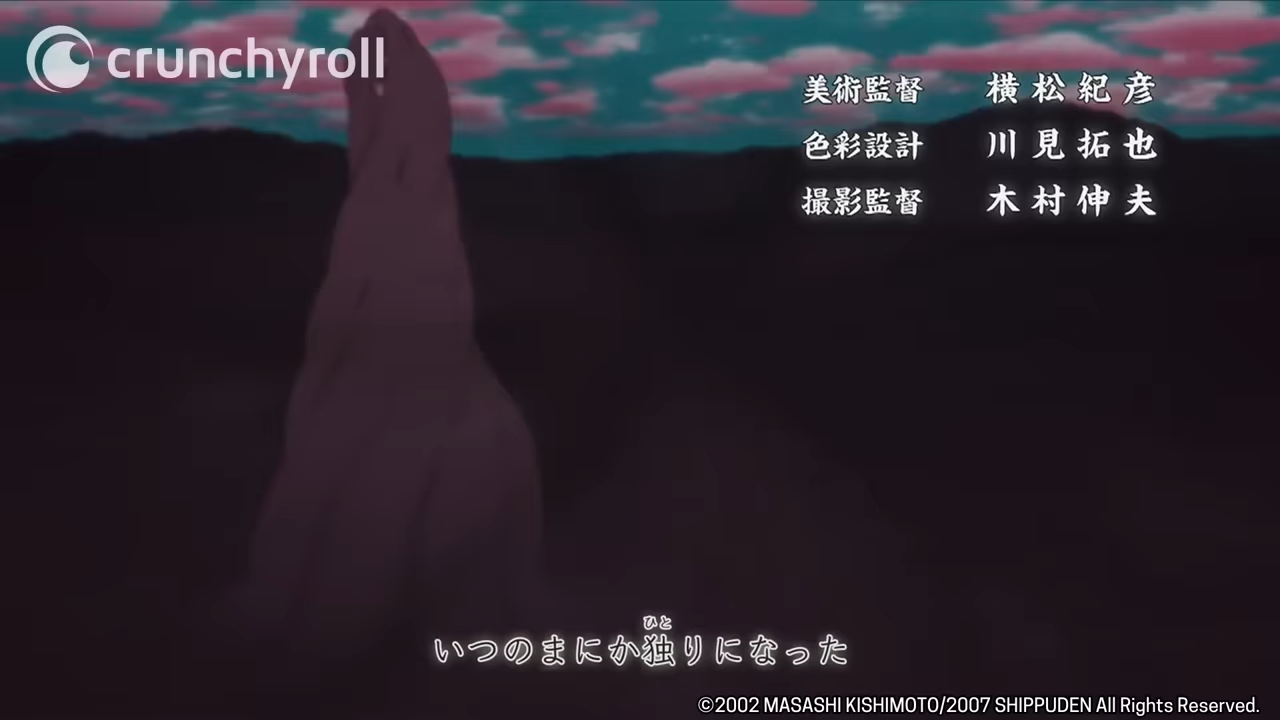 crunchyroll
美術監督 横松紀彦
色彩設計 川見拓也
撮影監督 木村伸夫
ひと
いつのまにか独りになった
©2002 MASASHI KISHIMOTO/2007 SHIPPUDEN All Rights Reserved.